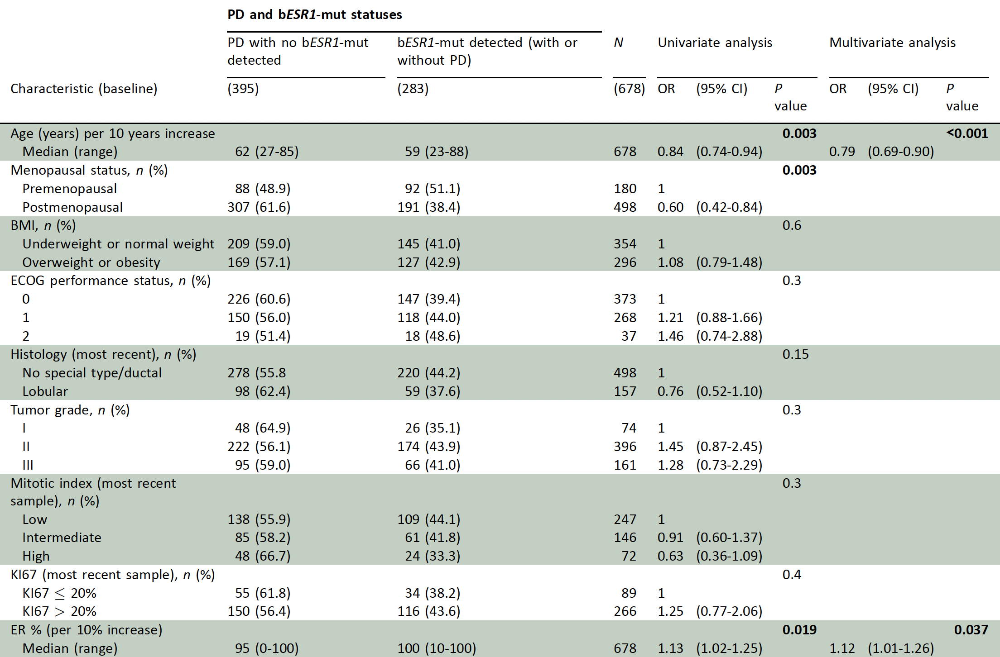 PD and bESR1-mut statuses
PD with no bESR1-mut detected bESR1-mut detected (with or without PD) N Univariate analysis Multivariate analysis
Characteristic (baseline) (395) (283) (678) OR (95% CI) P value OR (95% CI) P value
Age (years) per 10 years increase 0.003 <0.001
Median (range) 62 (27-85) 59 (23-88) 678 0.84 (0.74-0.94) 0.79 (0.69-0.90)
Menopausal status, n (%) 0.003
Premenopausal 88 (48.9) 92 (51.1) 180 1
Postmenopausal 307 (61.6) 191 (38.4) 498 0.60 (0.42-0.84)
BMI, n (%) 0.6
Underweight or normal weight 209 (59.0) 145 (41.0) 354 1
Overweight or obesity 169 (57.1) 127 (42.9) 296 1.08 (0.79-1.48)
ECOG performance status, n (%) 0.3
0 226 (60.6) 147 (39.4) 373 1
1 150 (56.0) 118 (44.0) 268 1.21 (0.88-1.66)
2 19 (51.4) 18 (48.6) 37 1.46 (0.74-2.88)
Histology (most recent), n (%) 0.15
No special type/ductal 278 (55.8 220 (44.2) 498 1
Lobular 98 (62.4) 59 (37.6) 157 0.76 (0.52-1.10)
Tumor grade, n (%) 0.3
I 48 (64.9) 26 (35.1) 74 1
II 222 (56.1) 174 (43.9) 396 1.45 (0.87-2.45)
III 95 (59.0) 66 (41.0) 161 1.28 (0.73-2.29)
Mitotic index (most recent 0.3
sample), n (%)
Low 138 (55.9) 109 (44.1) 247 1
Intermediate 85 (58.2) 61 (41.8) 146 0.91 (0.60-1.37)
High 48 (66.7) 24 (33.3) 72 0.63 (0.36-1.09)
KI67 (most recent sample), n (%) 0.4
KI67 ≤ 20% 55 (61.8) 34 (38.2) 89 1
KI67 > 20% 150 (56.4) 116 (43.6) 266 1.25 (0.77-2.06)
ER % (per 10% increase) 0.019 0.037
Median (range) 95 (0-100) 100 (10-100) 678 1.13 (1.02-1.25) 1.12 (1.01-1.26)